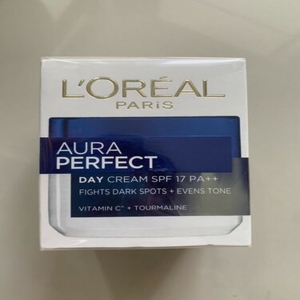 L'ORÉAL
PARIS
AURA
PERFECT
DAY CREAM SPF 17 PA++
FIGHTS DARK SPOTS + EVENS TONE
VITAMIN C* + TOURMALINE